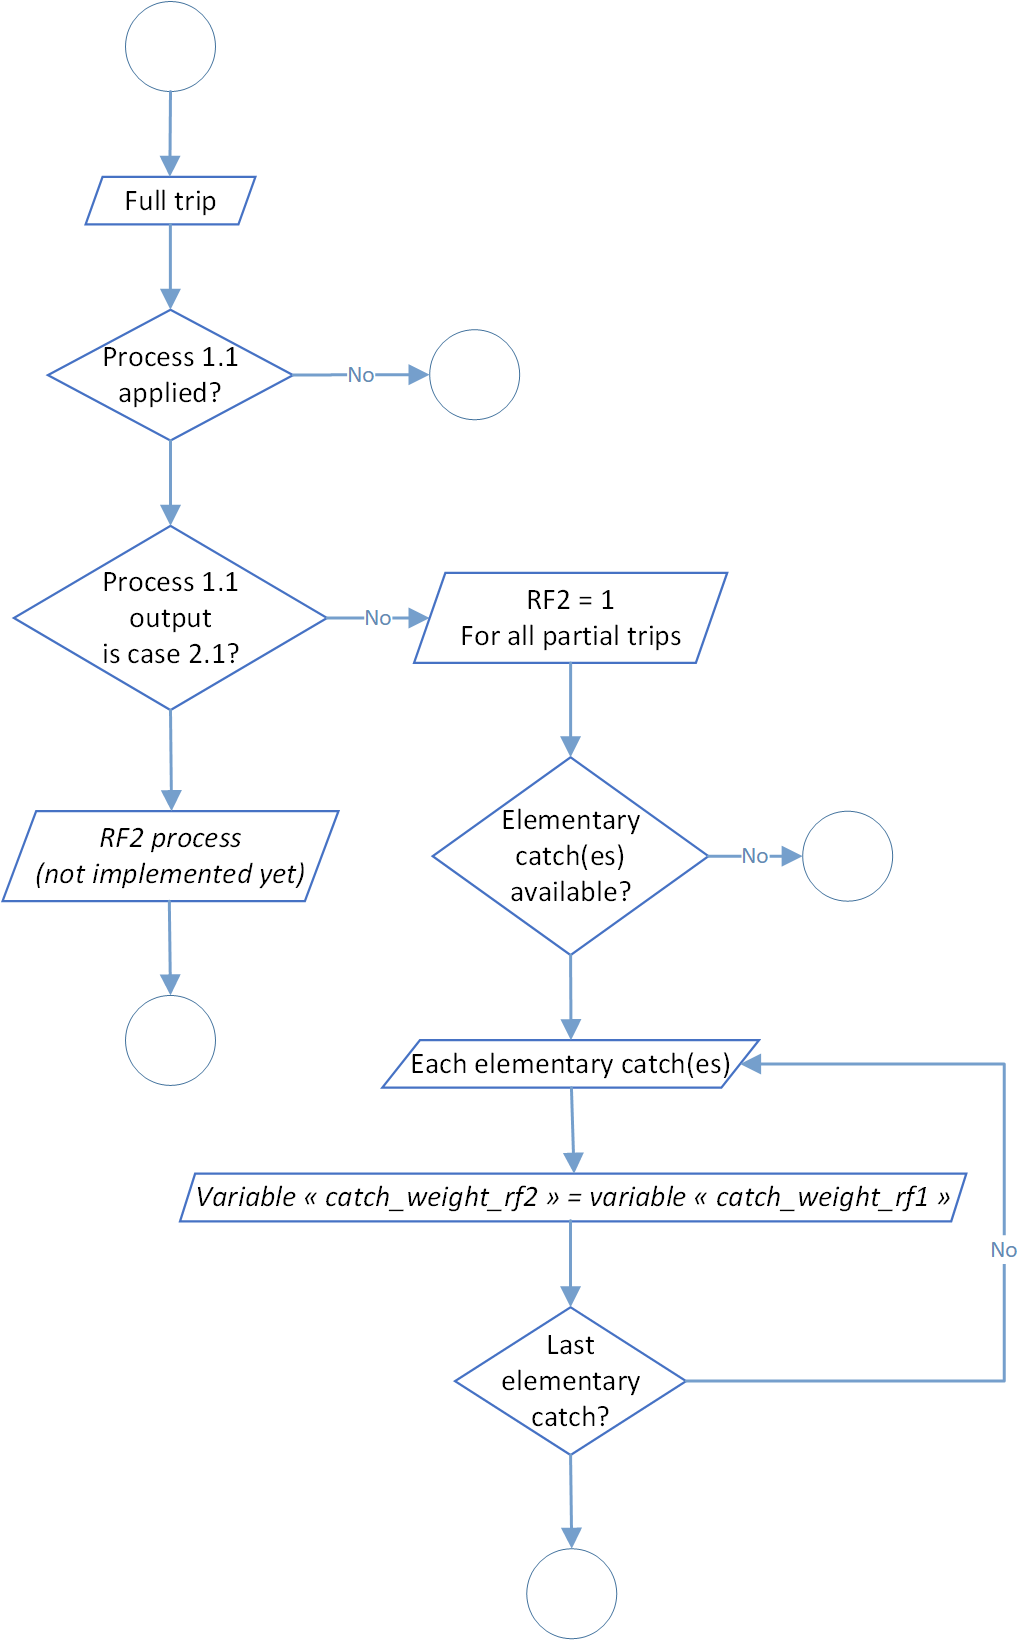 Full trip
Process 1.1
applied?
No
Process 1.1
output
is case 2.1?
No
RF2 = 1
For all partial trips
RF2 process
(not implemented yet)
Elementary
catch(es)
available?
No
Each elementary catch(es)
Variable « catch_weight_rf2 » = variable « catch_weight_rf1 »
No
Last
elementary
catch?